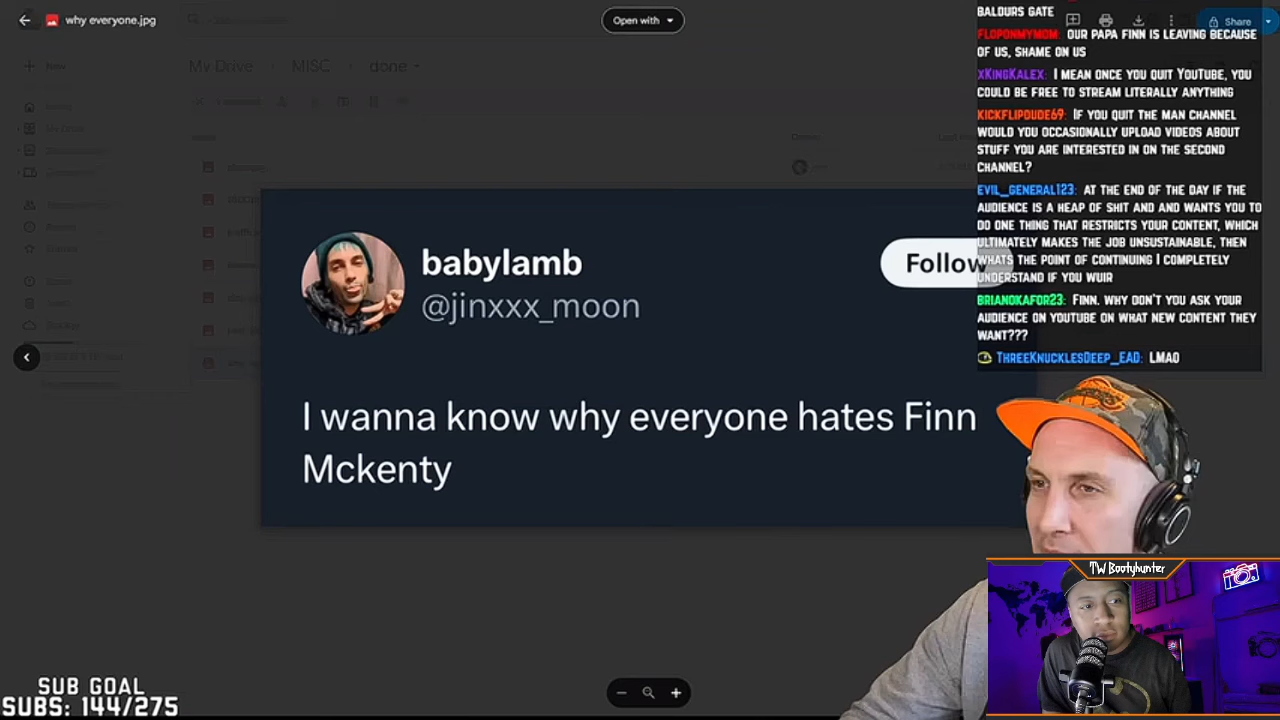 why everyone.jpg
Open with
Share
My Drive
MISC
done
New
babylamb
@jinxxx_moon
Follow
I wanna know why everyone hates Finn
Mckenty
BALDURS GATE
FLOPONMYMOM: OUR PAPA FINN IS LEAVING BECAUSE
OF US, SHAME ON US
XKINGKALEX: I MEAN ONCE YOU QUIT YOUTUBE, YOU
COULD BE FREE TO STREAM LITERALLY ANYTHING
KICKFLIPDUDE69: IF YOU QUIT THE MAN CHANNEL
WOULD YOU OCCASIONALLY UPLOAD VIDEOS ABOUT
STUFF YOU ARE INTERESTED IN ON THE SECOND
CHANNEL?
EVIL_GENERAL123: AT THE END OF THE DAY IF THE
AUDIENCE IS A HEAP OF SHIT AND AND WANTS YOU TO
DO ONE THING THAT RESTRICTS YOUR CONTENT, WHICH
ULTIMATELY MAKES THE JOB UNSUSTAINABLE, THEN
WHATS THE POINT OF CONTINUING I COMPLETELY
UNDERSTAND IF YOU WUIR
BRIANOKAFOR23: FINN. WHY DON'T YOU ASK YOUR
AUDIENCE ON YOUTUBE ON WHAT NEW CONTENT THEY
WANT???
THREEKNUCKLESDEEP_EAD: LMAO
TW Bootyhunter
SUB GOAL
SUBS: 144/275